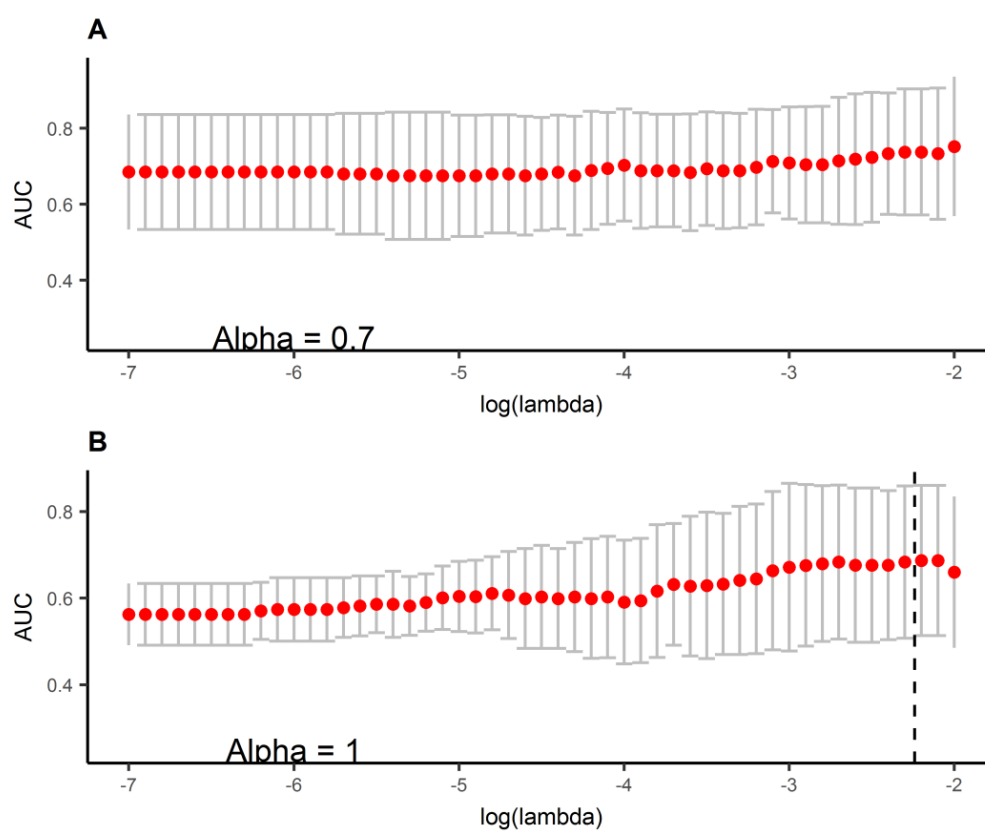 A
0.8
0.6
0.4
AUC
Alpha = 0.7
-7 -6 -5 -4 -3 -2
log(lambda)
B
0.8
0.6
0.4
AUC
Alpha = 1
-7 -6 -5 -4 -3 -2
log(lambda)